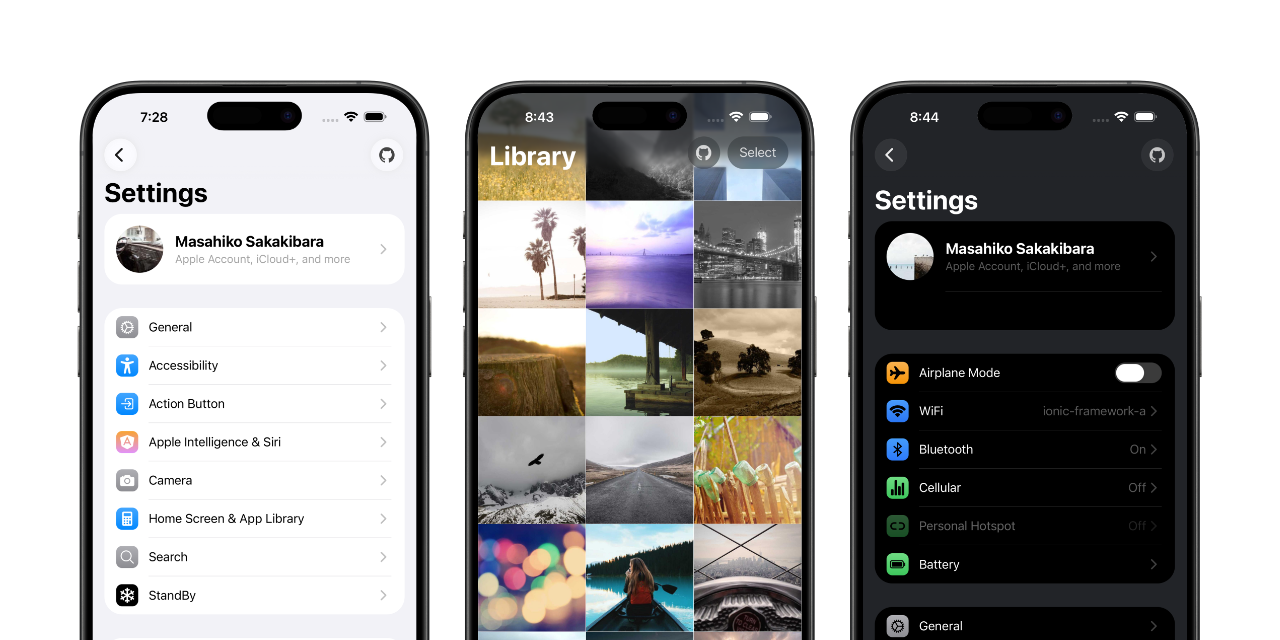 7:28
Settings
Masahiko Sakakibara
Apple Account, iCloud+, and more
General
Accessibility
Action Button
Apple Intelligence & Siri
Camera
Home Screen & App Library
Search
StandBy
8:43
Library
Select
8:44
Settings
Masahiko Sakakibara
Apple Account, iCloud+, and more
Airplane Mode
WiFi ionic-framework-a
Bluetooth On
Cellular Off
Personal Hotspot Off
Battery
General